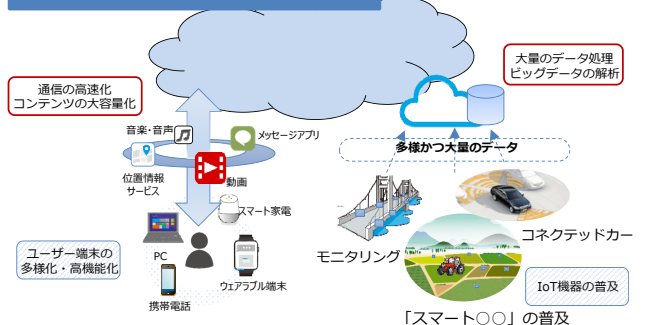 通信の高速化
コンテンツの大容量化
大量のデータ処理
ビッグデータの解析
音楽・音声
メッセージアプリ
位置情報
サービス
動画
スマート家電
多様かつ大量のデータ
ユーザー端末の
多様化・高機能化
PC
ウェアラブル端末
携帯電話
モニタリング
コネクテッドカー
IoT機器の普及
「スマート○○」の普及